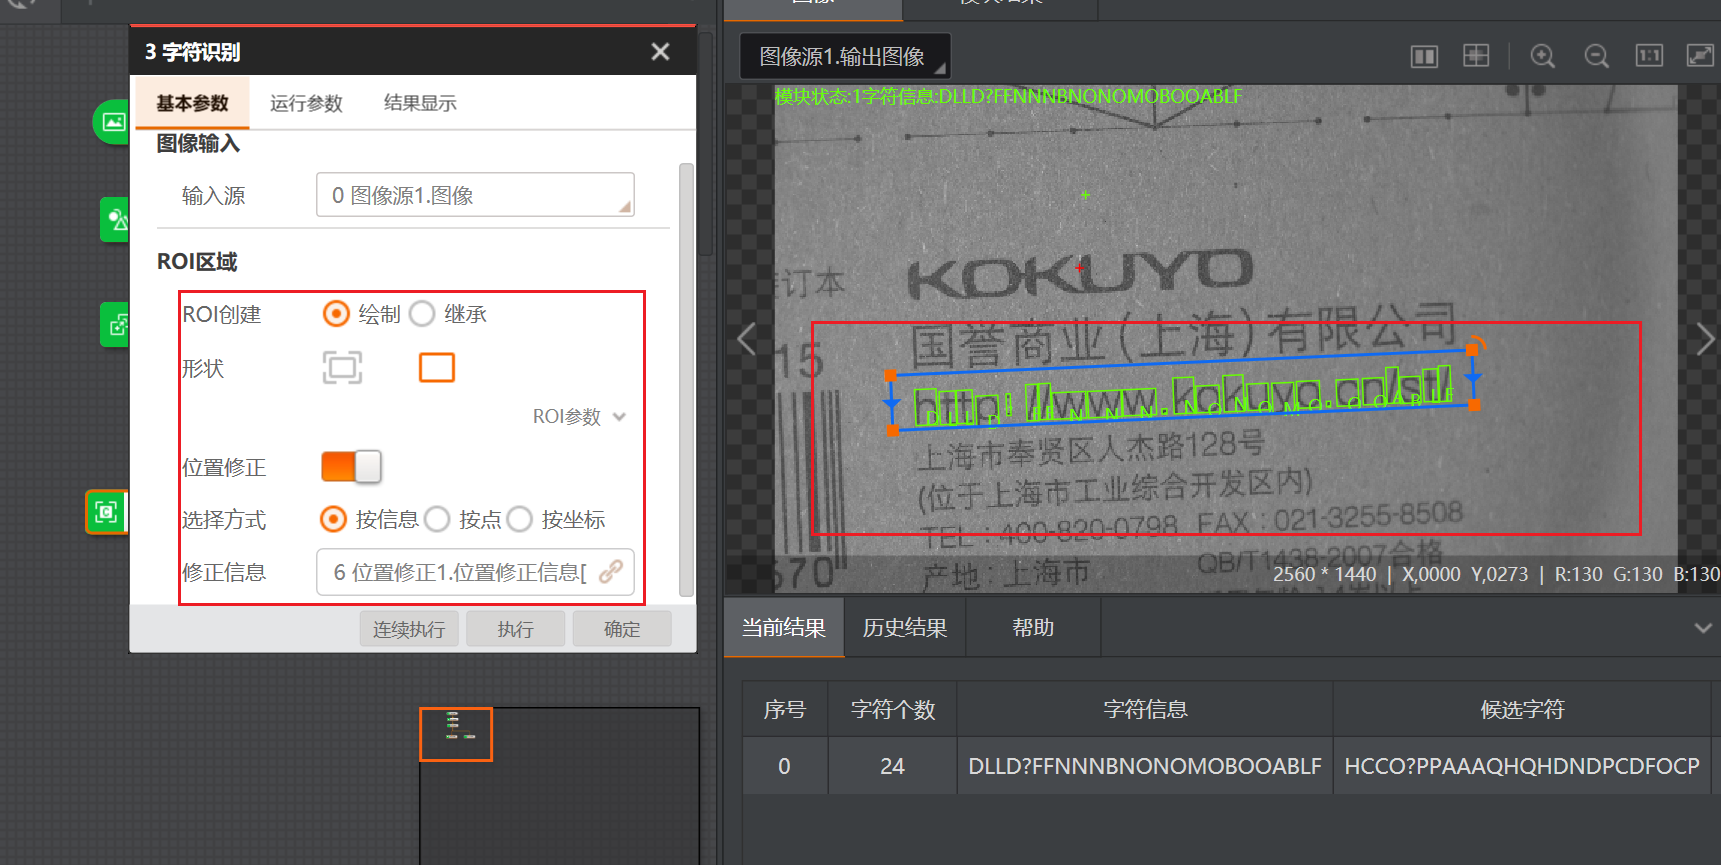 3 字符识别
基本参数 运行参数 结果显示
图像输入
输入源 0 图像源1.图像
ROI区域
ROI创建 绘制 继承
形状
ROI参数
位置修正
选择方式 按信息 按点 按坐标
修正信息 6 位置修正1.位置修正信息[
连续执行 执行 确定
图像源1.输出图像
1:1
模块状态:1字符信息:DLLD?FFNNNBNONOMOBOOABLF
订本
KOKUYO
国誉商业(上海)有限公司
15
http://www.kokuyo.cn/st/
上海市奉贤区人杰路128号
(位于上海市工业综合开发区内)
TEL : 400-820-0798 FAX : 021-3255-8508
QB/T1438-2007合格
产地 : 上海市
670
2560 * 1440 | X,0000 Y,0273 | R:130 G:130 B:130
当前结果 历史结果 帮助
序号 字符个数 字符信息 候选字符
0 24 DLLD?FFNNNBNONOMOBOOABLF HCCO?PPAAAQHQHDNDPCDFOCP